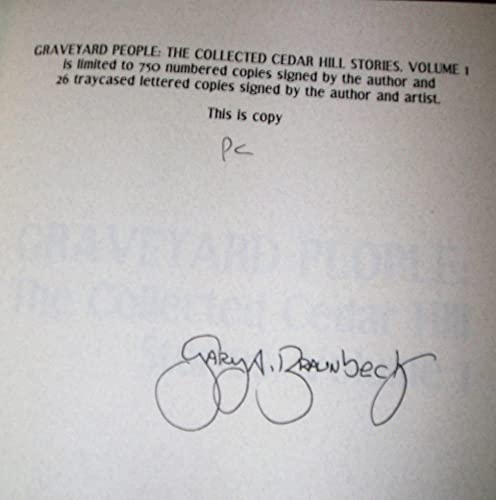 GRAVEYARD PEOPLE: THE COLLECTED CEDAR HILL STORIES, VOLUME 1
is limited to 750 numbered copies signed by the author and
26 traycased lettered copies signed by the author and artist.
This is copy
PC
GRAVEYARD PEOPLE:
The Collected Cedar Hill
Gary A. Braunbeck